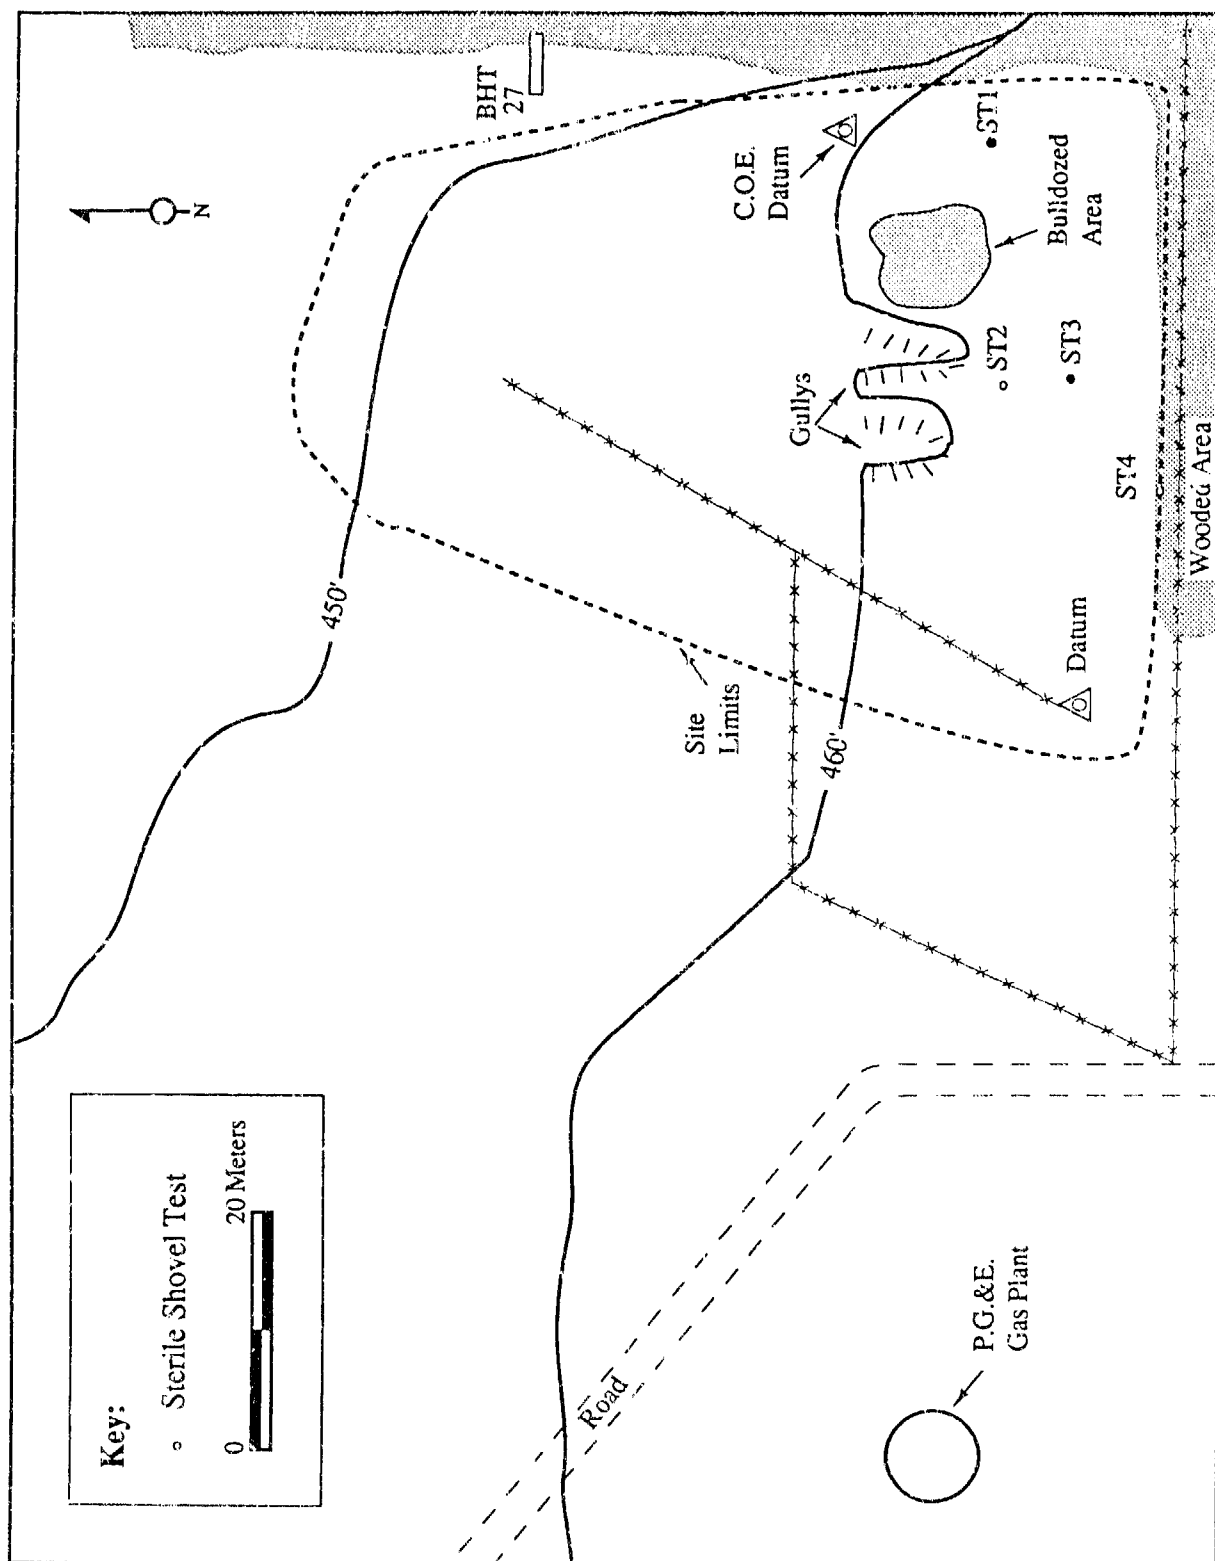 Key:
Sterile Shovel Test
0
20 Meters
450'
BHT
27
N
C.O.E.
Datum
Site
Limits
Gullys
ST1
Bulldozed
Area
ST2
ST3
ST4
460'
Datum
Wooded Area
Road
P.G.&E.
Gas Plant